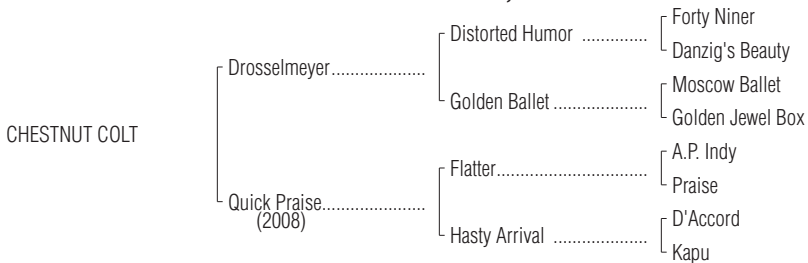 Forty Niner
Distorted Humor ..............
Danzig's Beauty
Drosselmeyer.....................
Moscow Ballet
Golden Ballet .....................
Golden Jewel Box
CHESTNUT COLT
A.P. Indy
Flatter.................................
Praise
Quick Praise.......................
(2008)
D'Accord
Hasty Arrival .....................
Kapu